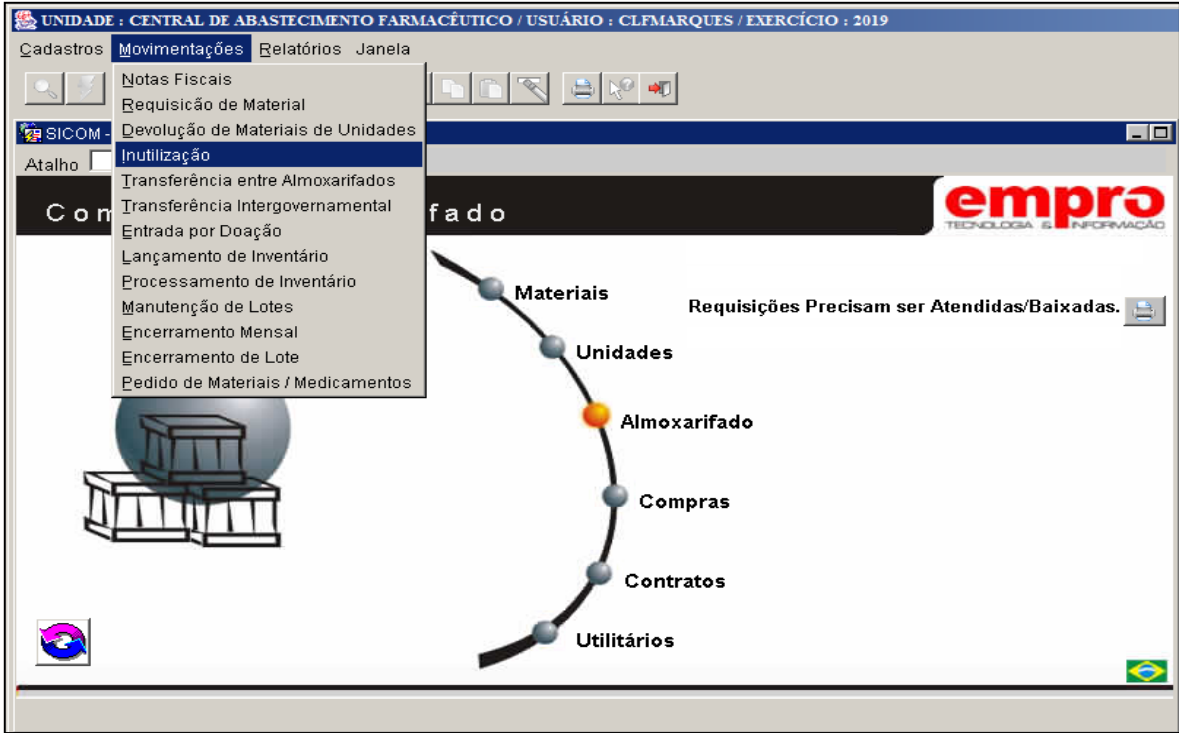 UNIDADE : CENTRAL DE ABASTECIMENTO FARMACÊUTICO / USUÁRIO : CLFMARQUES / EXERCÍCIO : 2019
Cadastros Movimentações Relatórios Janela
Notas Fiscais
Requisicão de Material
Devolução de Materiais de Unidades
Inutilização
Transferência entre Almoxarifados
Transferência Intergovernamental
Entrada por Doação
Lançamento de Inventário
Processamento de Inventário
Manutenção de Lotes
Encerramento Mensal
Encerramento de Lote
Pedido de Materiais / Medicamentos
SICOM -
Atalho
Com
fado
empro
TECNOLOGIA & INFORMAÇÃO
Materiais
Requisições Precisam ser Atendidas/Baixadas.
Unidades
Almoxarifado
Compras
Contratos
Utilitários